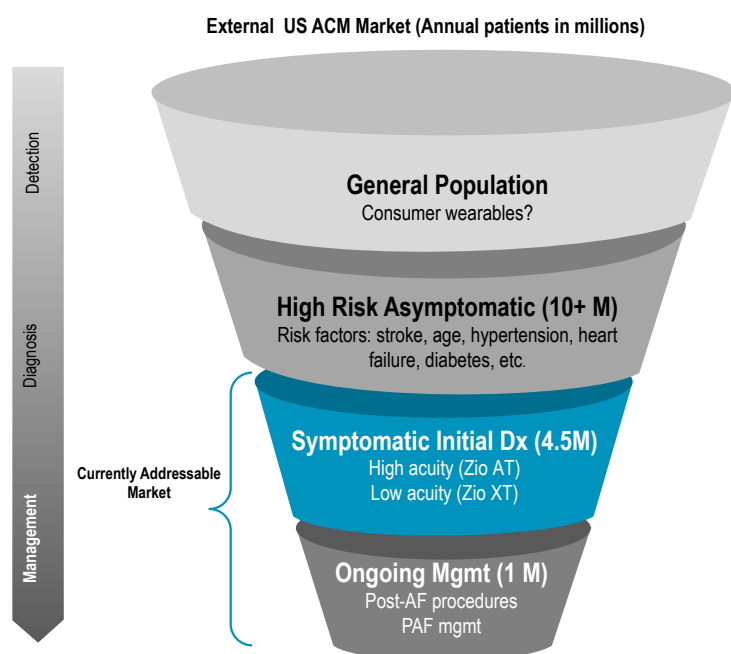 External US ACM Market (Annual patients in millions)
Detection
General Population
Consumer wearables?
High Risk Asymptomatic (10+ M)
Risk factors: stroke, age, hypertension, heart
failure, diabetes, etc.
Diagnosis
Symptomatic Initial Dx (4.5M)
High acuity (Zio AT)
Low acuity (Zio XT)
Currently Addressable
Market
Management
Ongoing Mgmt (1 M)
Post-AF procedures
PAF mgmt